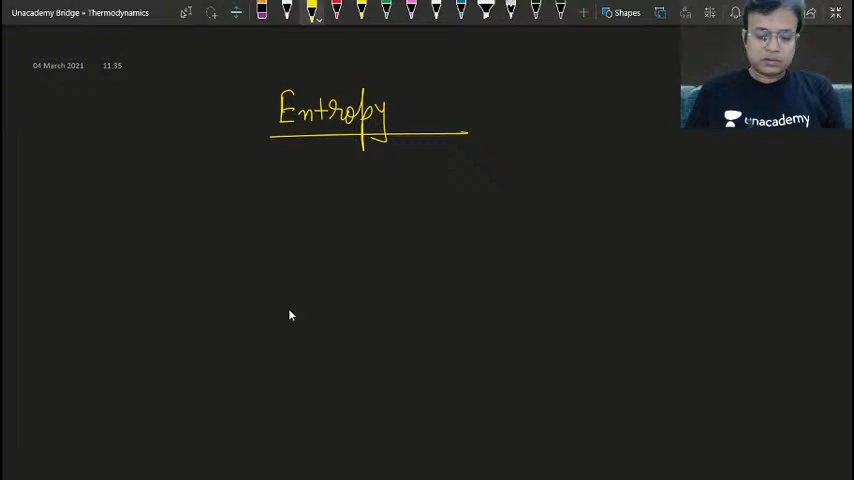 Unacademy Bridge » Thermodynamics
Shapes
04 March 2021 11:35
Entropy
unacademy